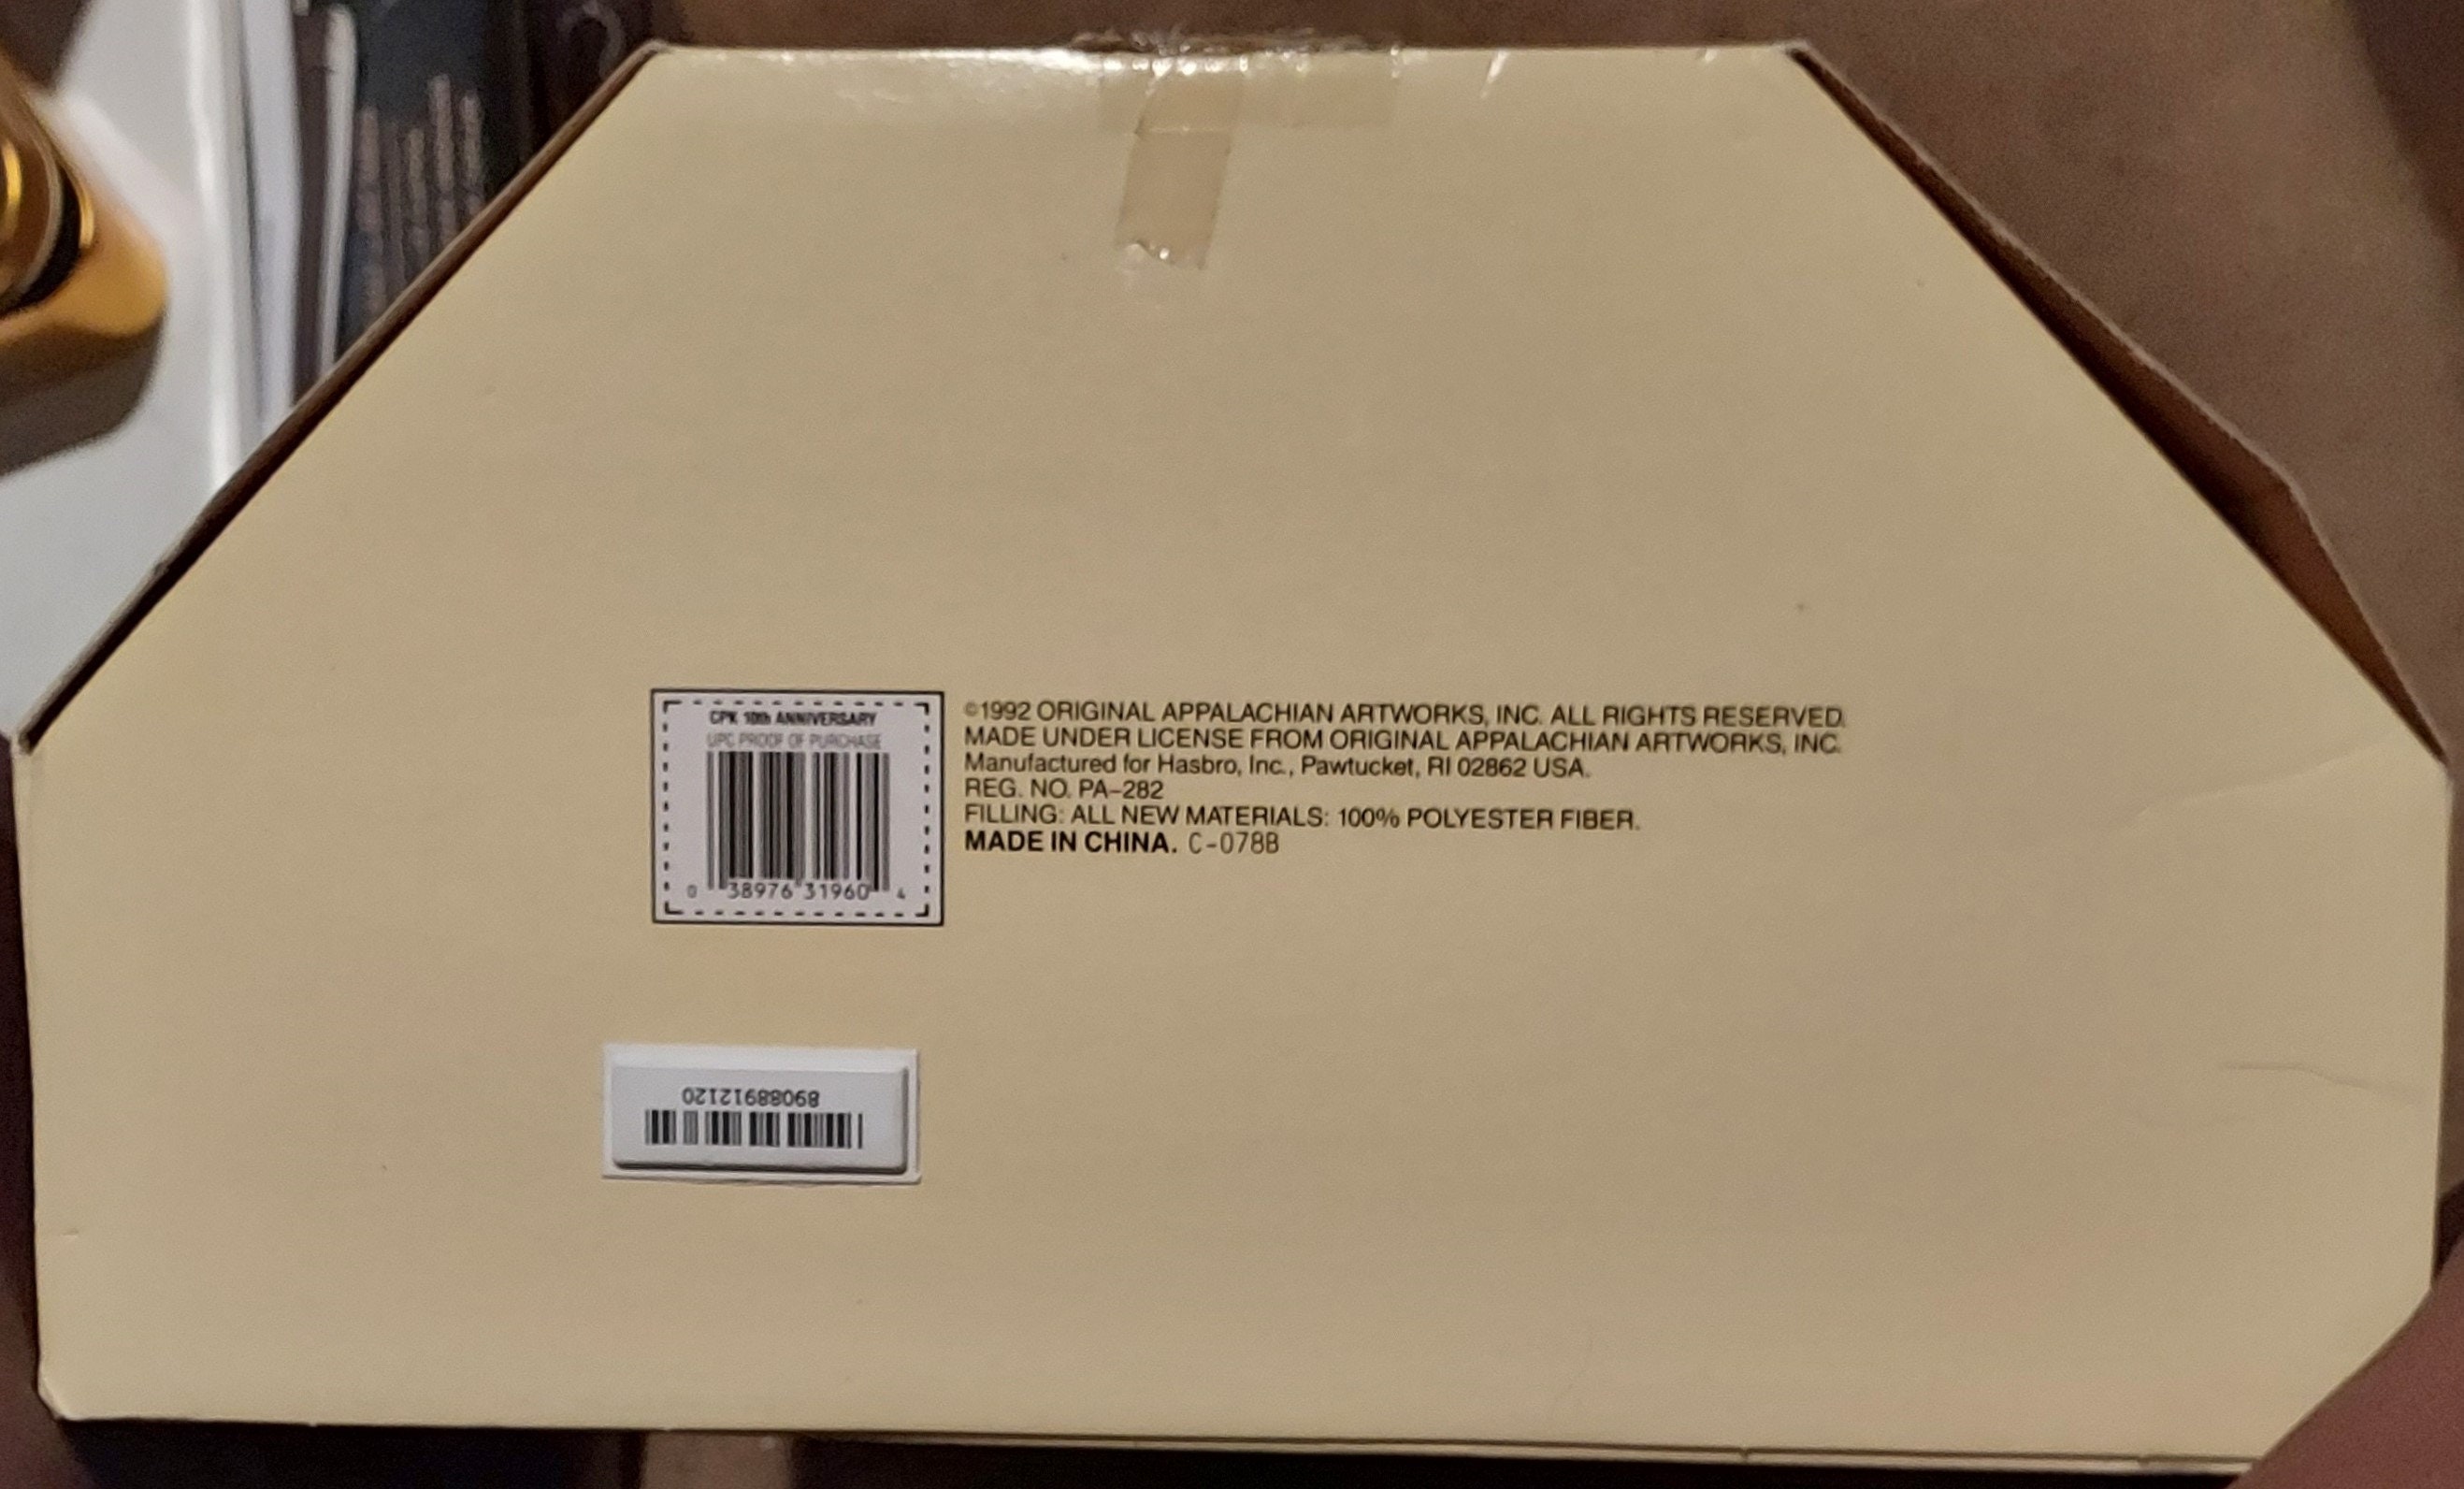 CPK 10th ANNIVERSARY
UPC PROOF OF PURCHASE
0 38976 31960 4
©1992 ORIGINAL APPALACHIAN ARTWORKS, INC. ALL RIGHTS RESERVED.
MADE UNDER LICENSE FROM ORIGINAL APPALACHIAN ARTWORKS, INC.
Manufactured for Hasbro, Inc., Pawtucket, RI 02862 USA.
REG. NO. PA-282
FILLING: ALL NEW MATERIALS: 100% POLYESTER FIBER.
MADE IN CHINA. C-078B
89088912120